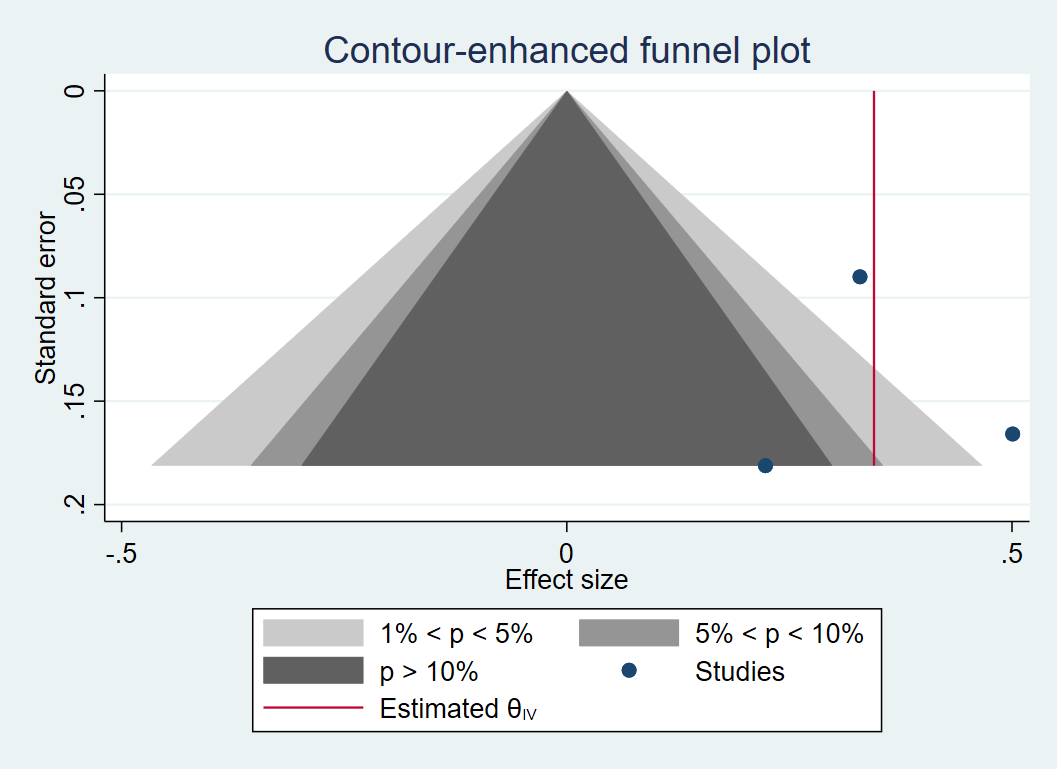 Contour-enhanced funnel plot
Standard error
0
.05
.1
.15
.2
-.5
0
.5
Effect size
1% < p < 5%
5% < p < 10%
p > 10%
Studies
Estimated θIV